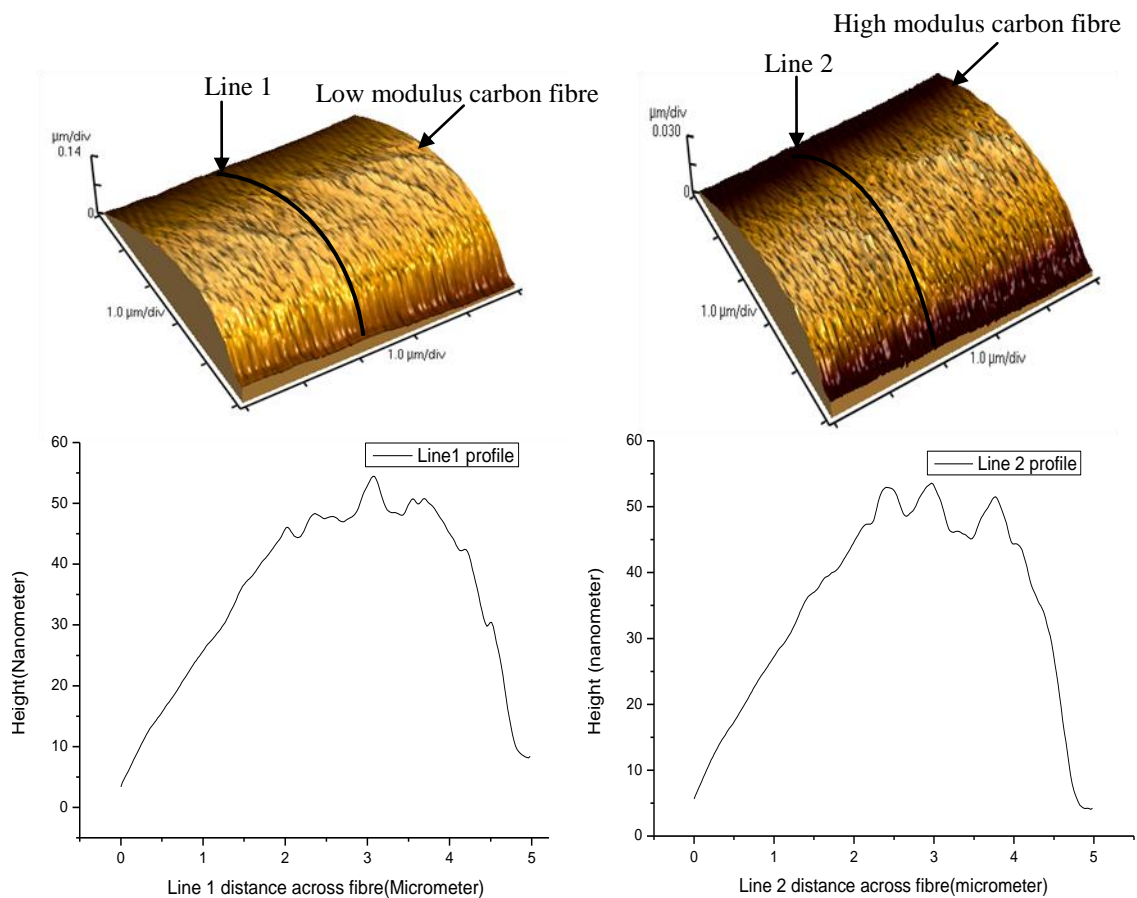 High modulus carbon fibre
Line 2
Line 1
Low modulus carbon fibre
µm/div
0.14
0
1.0 µm/div
1.0 µm/div
µm/div
0.030
0
1.0 µm/div
1.0 µm/div
60
50
40
30
20
10
0
Height(Nanometer)
Line1 profile
0 1 2 3 4 5
Line 1 distance across fibre(Micrometer)
60
50
40
30
20
10
0
Height (nanometer)
Line 2 profile
0 1 2 3 4 5
Line 2 distance across fibre(micrometer)